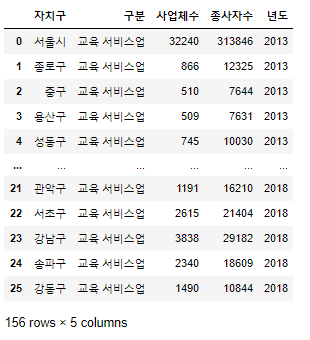 자치구 구분 사업체수 종사자수 년도
0 서울시 교육 서비스업 32240 313846 2013
1 종로구 교육 서비스업 866 12325 2013
2 중구 교육 서비스업 510 7644 2013
3 용산구 교육 서비스업 509 7631 2013
4 성동구 교육 서비스업 745 10030 2013
... ... ... ... ... ...
21 관악구 교육 서비스업 1191 16210 2018
22 서초구 교육 서비스업 2615 21404 2018
23 강남구 교육 서비스업 3838 29182 2018
24 송파구 교육 서비스업 2340 18609 2018
25 강동구 교육 서비스업 1490 10844 2018
156 rows × 5 columns